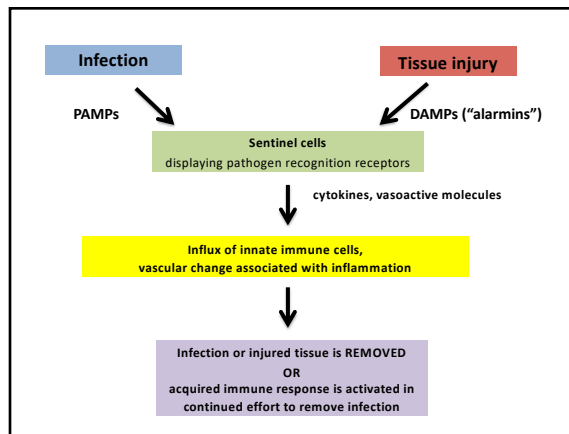 Infection
Tissue injury
PAMPs
DAMPs (“alarmins”)
Sentinel cells
displaying pathogen recognition receptors
cytokines, vasoactive molecules
Influx of innate immune cells,
vascular change associated with inflammation
Infection or injured tissue is REMOVED
OR
acquired immune response is activated in
continued effort to remove infection